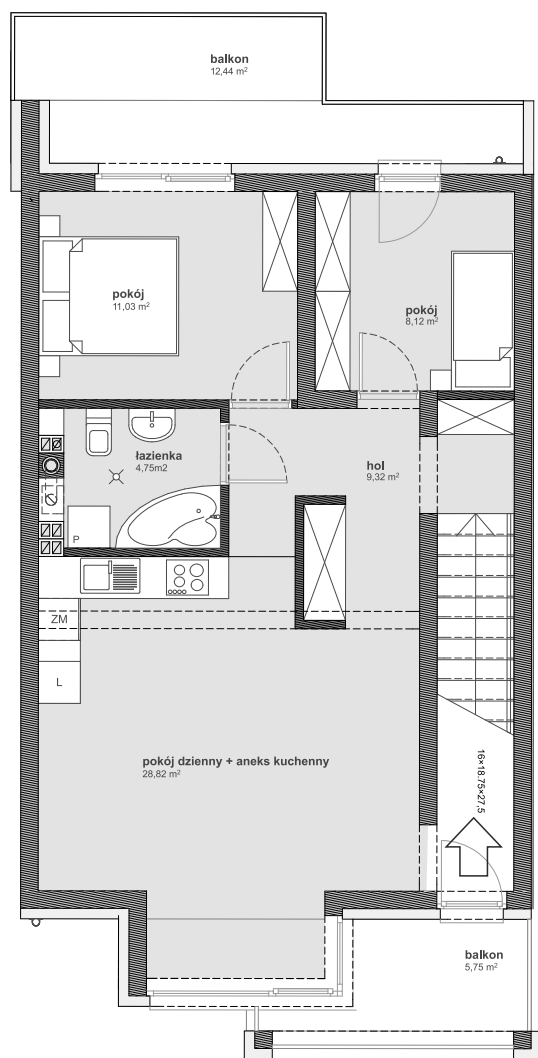 balkon
12,44 m²
pokój
11,03 m²
pokój
8,12 m²
łazienka
4,75m2
hol
9,32 m²
P
ZM
L
pokój dzienny + aneks kuchenny
28,82 m²
16×18.75×27,5
balkon
5,75 m²